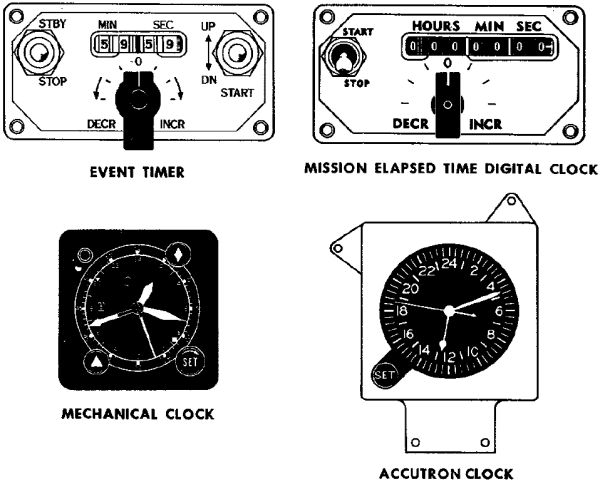 STBY
MIN SEC
UP
5 9 5 9
0
STOP
DN
START
DECR INCR
EVENT TIMER
START
HOURS MIN SEC
0 0 0 0 0 0 0
0
STOP
DECR INCR
MISSION ELAPSED TIME DIGITAL CLOCK
SET
MECHANICAL CLOCK
24
22 2
20 4
18 6
16 8
14 12 10
SET
ACCUTRON CLOCK